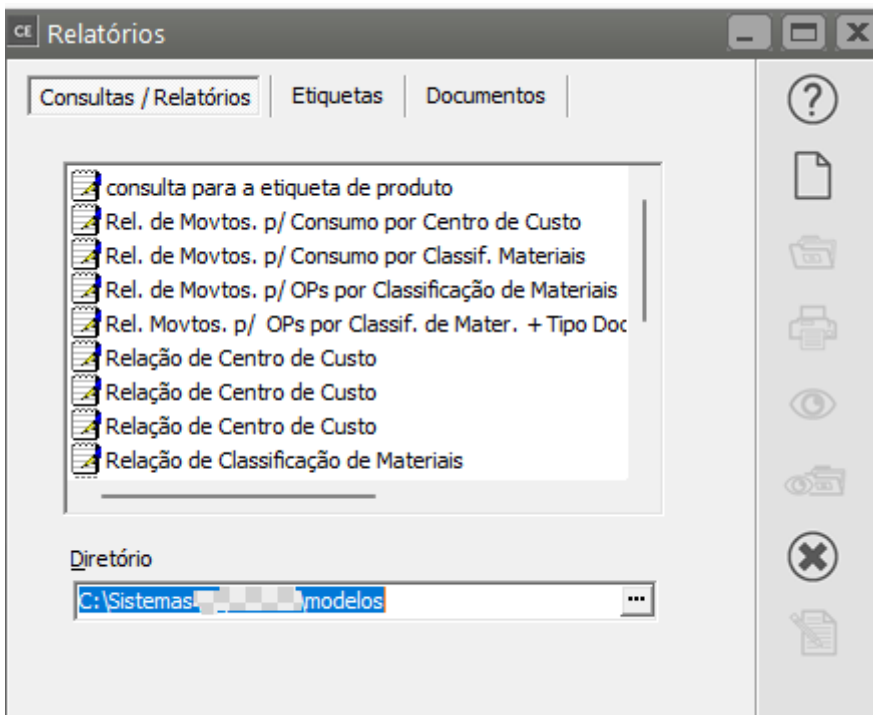 CE Relatórios
Consultas / Relatórios Etiquetas Documentos
consulta para a etiqueta de produto
Rel. de Movtos. p/ Consumo por Centro de Custo
Rel. de Movtos. p/ Consumo por Classif. Materiais
Rel. de Movtos. p/ OPs por Classificação de Materiais
Rel. Movtos. p/ OPs por Classif. de Mater. + Tipo Doc
Relação de Centro de Custo
Relação de Centro de Custo
Relação de Centro de Custo
Relação de Classificação de Materiais
Diretório
C:\Sistemas \modelos ...